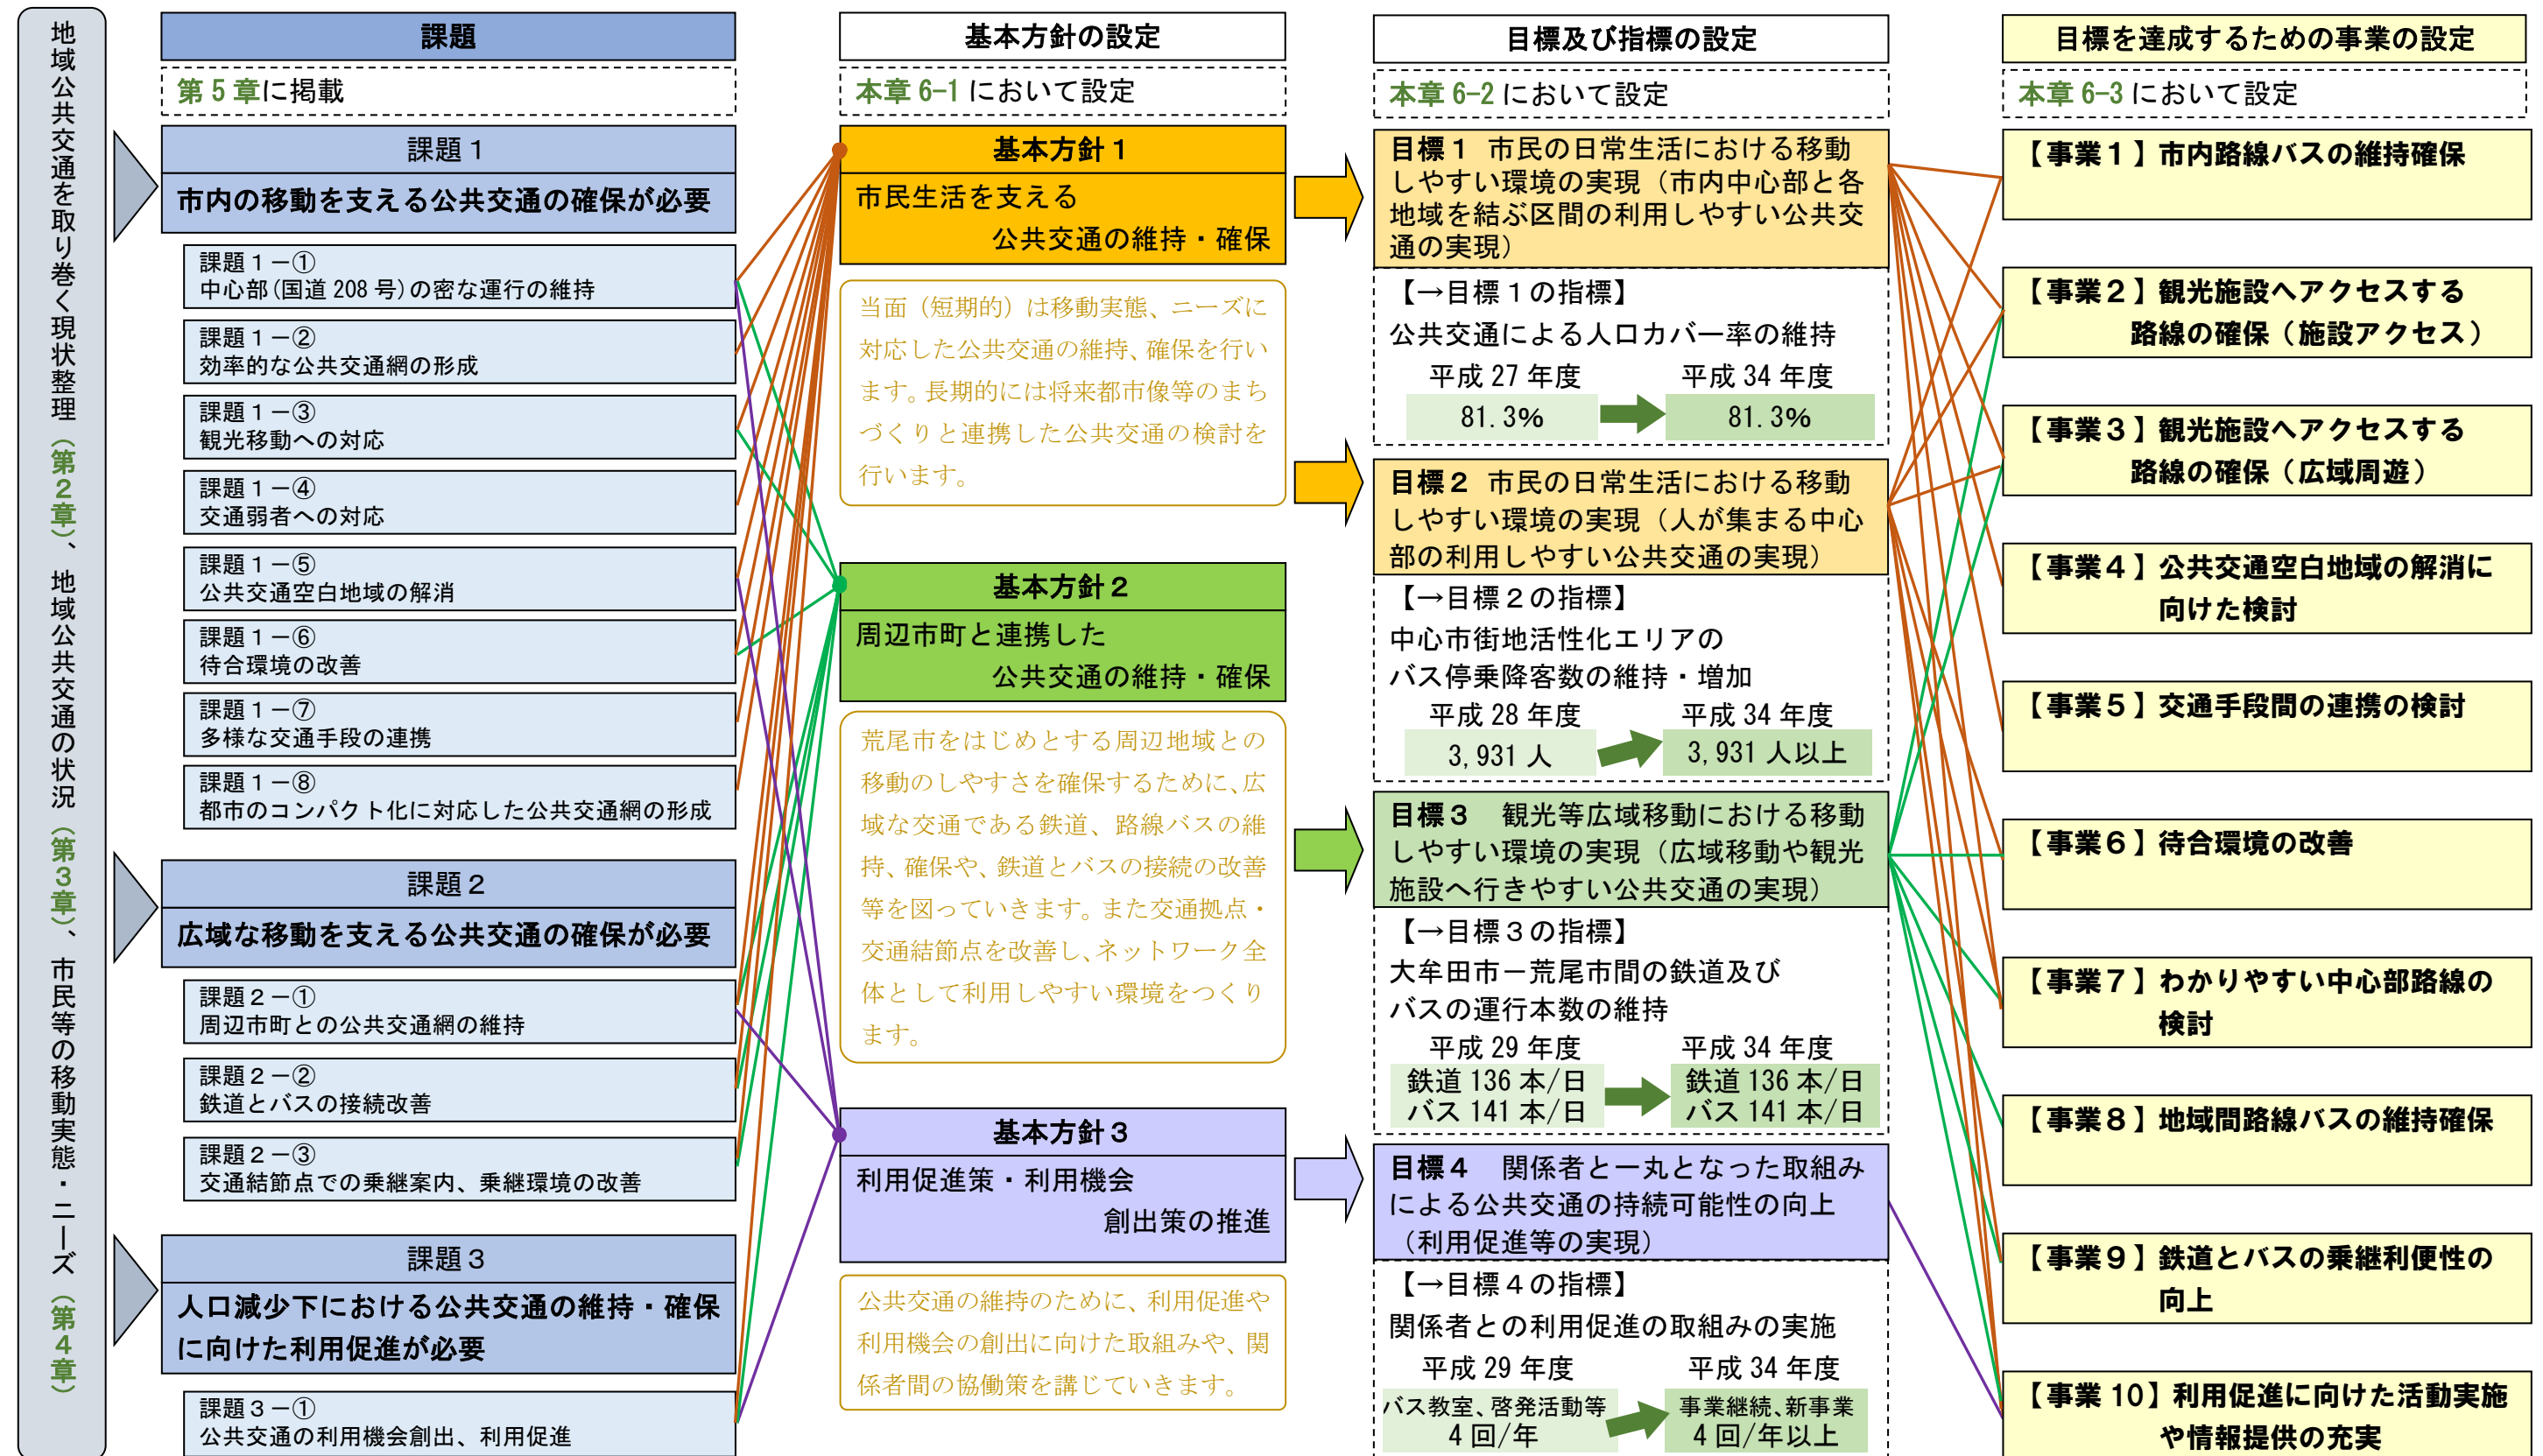 地域公共交通を取り巻く現状整理（第２章）、地域公共交通の状況（第３章）、市民等の移動実態・ニーズ（第４章）
課題
第５章に掲載
課題１
市内の移動を支える公共交通の確保が必要
課題１－①
中心部(国道 208 号)の密な運行の維持
課題１－②
効率的な公共交通網の形成
課題１－③
観光移動への対応
課題１－④
交通弱者への対応
課題１－⑤
公共交通空白地域の解消
課題１－⑥
待合環境の改善
課題１－⑦
多様な交通手段の連携
課題１－⑧
都市のコンパクト化に対応した公共交通網の形成
課題２
広域な移動を支える公共交通の確保が必要
課題２－①
周辺市町との公共交通網の維持
課題２－②
鉄道とバスの接続改善
課題２－③
交通結節点での乗継案内、乗継環境の改善
課題３
人口減少下における公共交通の維持・確保
に向けた利用促進が必要
課題３－①
公共交通の利用機会創出、利用促進
基本方針の設定
本章 6-1 において設定
基本方針１
市民生活を支える
公共交通の維持・確保
当面（短期的）は移動実態、ニーズに
対応した公共交通の維持、確保を行い
ます。長期的には将来都市像等のまち
づくりと連携した公共交通の検討を
行います。
基本方針２
周辺市町と連携した
公共交通の維持・確保
荒尾市をはじめとする周辺地域との
移動のしやすさを確保するために、広
域な交通である鉄道、路線バスの維
持、確保や、鉄道とバスの接続の改善
等を図っていきます。また交通拠点・
交通結節点を改善し、ネットワーク全
体として利用しやすい環境をつくり
ます。
基本方針３
利用促進策・利用機会
創出策の推進
公共交通の維持のために、利用促進や
利用機会の創出に向けた取組みや、関
係者間の協働策を講じていきます。
目標及び指標の設定
本章 6-2 において設定
目標１ 市民の日常生活における移動
しやすい環境の実現（市内中心部と各
地域を結ぶ区間の利用しやすい公共交
通の実現）
【→目標１の指標】
公共交通による人口カバー率の維持
平成 27 年度 平成 34 年度
81.3% 81.3%
目標２ 市民の日常生活における移動
しやすい環境の実現（人が集まる中心
部の利用しやすい公共交通の実現）
【→目標２の指標】
中心市街地活性化エリアの
バス停乗降客数の維持・増加
平成 28 年度 平成 34 年度
3,931 人 3,931 人以上
目標３ 観光等広域移動における移動
しやすい環境の実現（広域移動や観光
施設へ行きやすい公共交通の実現）
【→目標３の指標】
大牟田市－荒尾市間の鉄道及び
バスの運行本数の維持
平成 29 年度 平成 34 年度
鉄道 136 本/日 鉄道 136 本/日
バス 141 本/日 バス 141 本/日
目標４ 関係者と一丸となった取組み
による公共交通の持続可能性の向上
（利用促進等の実現）
【→目標４の指標】
関係者との利用促進の取組みの実施
平成 29 年度 平成 34 年度
バス教室、啓発活動等 事業継続、新事業
4 回/年 4 回/年以上
目標を達成するための事業の設定
本章 6-3 において設定
【事業１】市内路線バスの維持確保
【事業２】観光施設へアクセスする
路線の確保（施設アクセス）
【事業３】観光施設へアクセスする
路線の確保（広域周遊）
【事業４】公共交通空白地域の解消に
向けた検討
【事業５】交通手段間の連携の検討
【事業６】待合環境の改善
【事業７】わかりやすい中心部路線の
検討
【事業８】地域間路線バスの維持確保
【事業９】鉄道とバスの乗継利便性の
向上
【事業 10】利用促進に向けた活動実施
や情報提供の充実